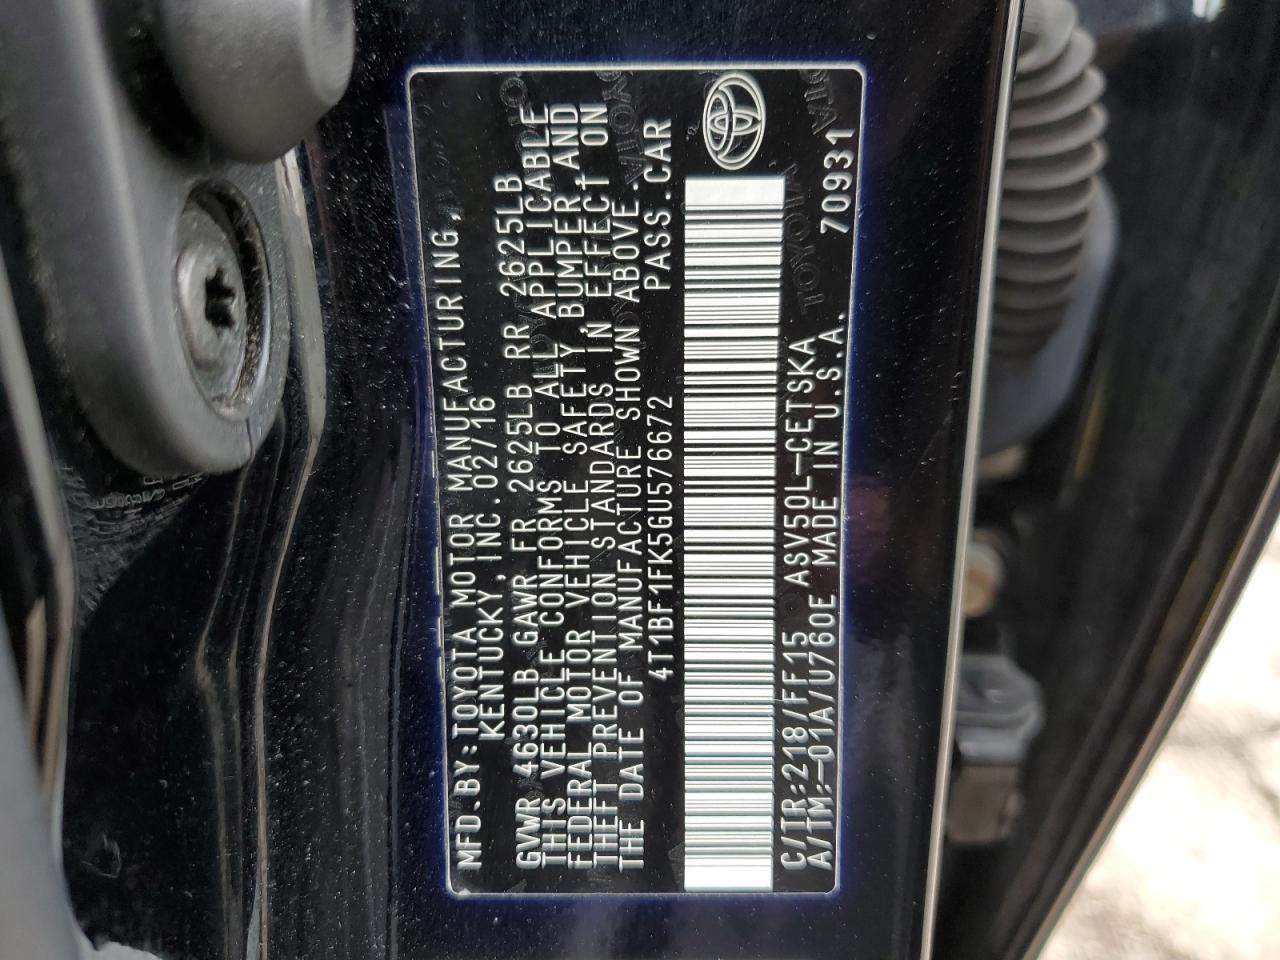 MFD.BY:TOYOTA MOTOR MANUFACTURING,
KENTUCKY, INC. 02/16
GVWR 4630LB GAWR FR 2625LB RR 2625LB
THIS VEHICLE CONFORMS TO ALL APPLICABLE
FEDERAL MOTOR VEHICLE SAFETY, BUMPER, AND
THEFT PREVENTION STANDARDS IN EFFECT ON
THE DATE OF MANUFACTURE SHOWN ABOVE.
4T1BF1FK5GU576672 PASS.CAR
C/TR:218/FF15 ASV50L-CETSKA
A/TM:-01A/U760E MADE IN U.S.A. 70931